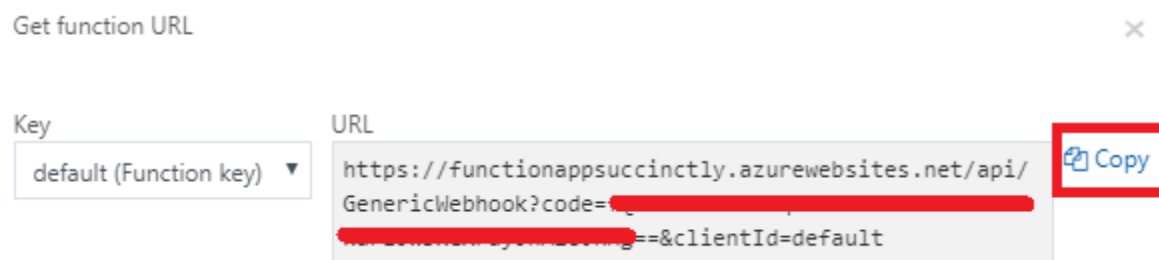 Get function URL
Key
URL
default (Function key)
https://functionappsuccinctly.azurewebsites.net/api/
GenericWebhook?code=
==&clientId=default
Copy